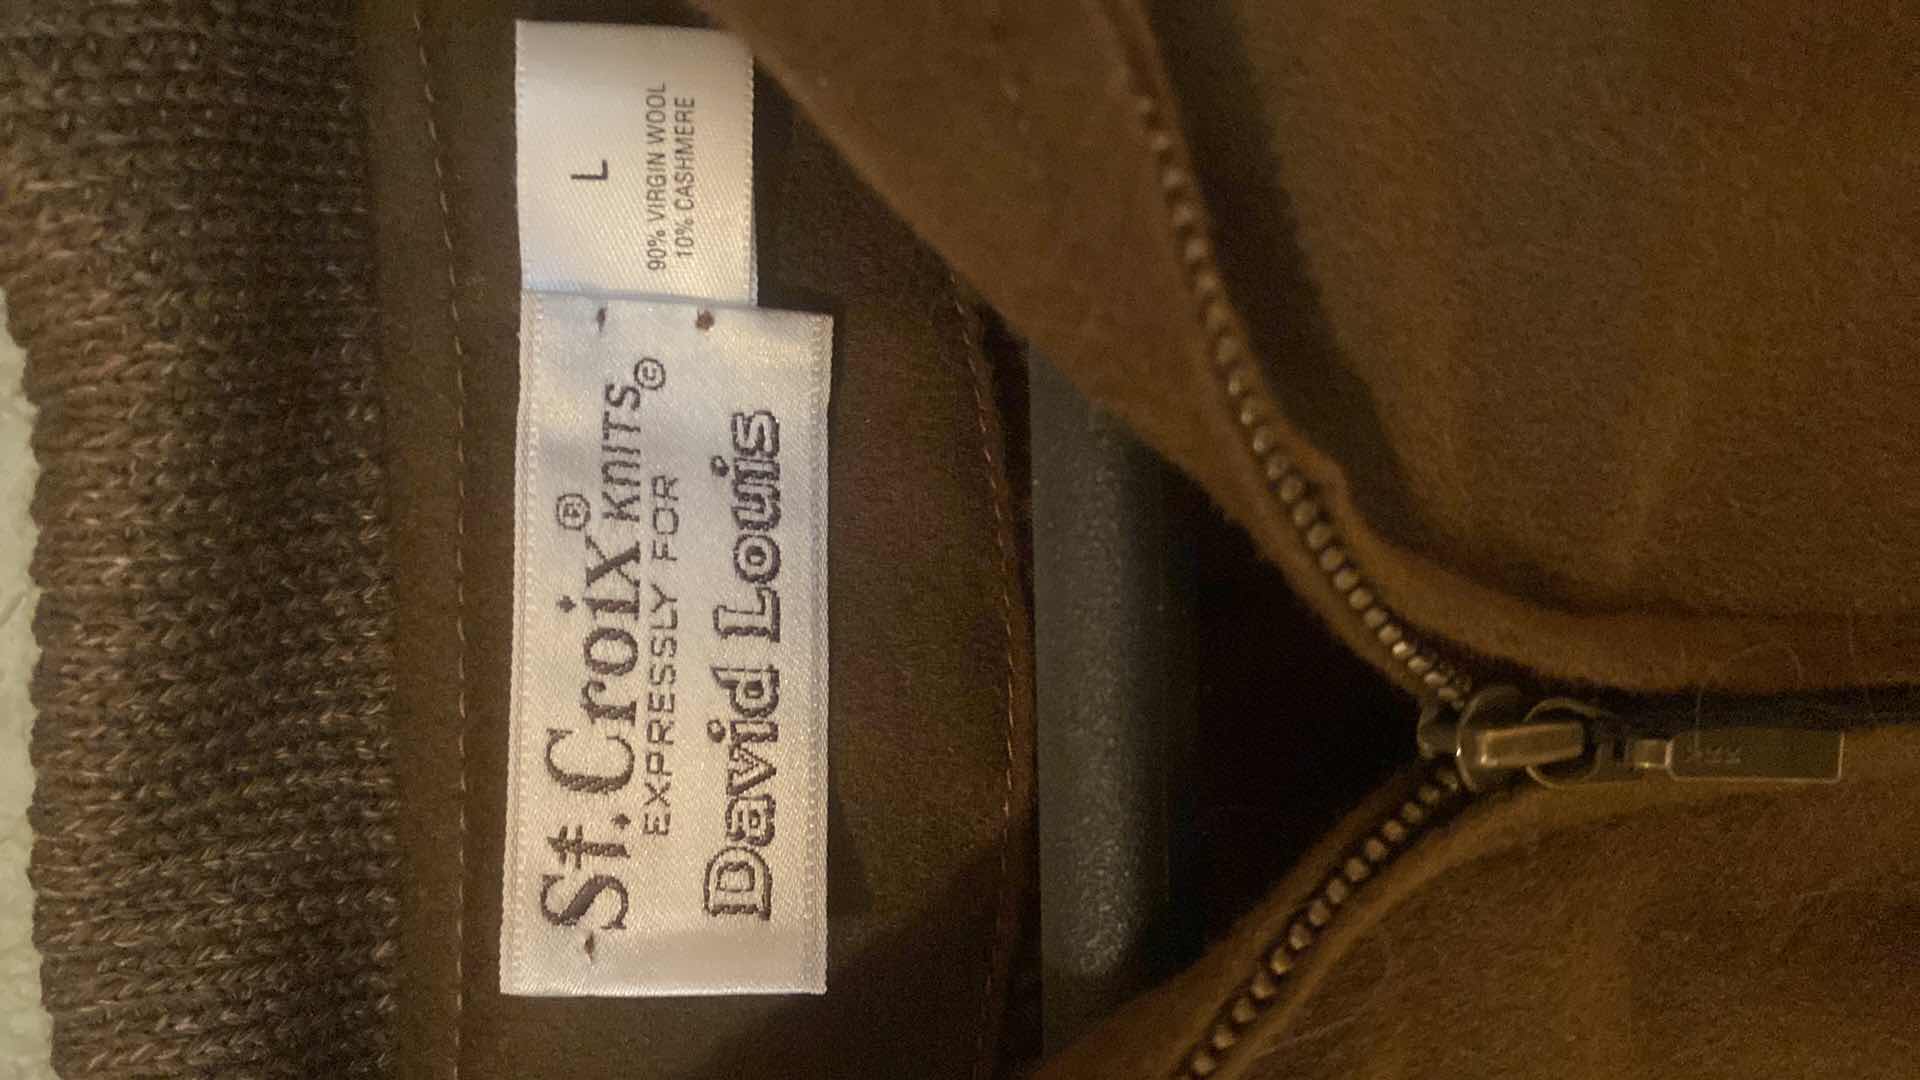 L
90% VIRGIN WOOL
10% CASHMERE
St. Croix® KNITS©
EXPRESSLY FOR
David Louis